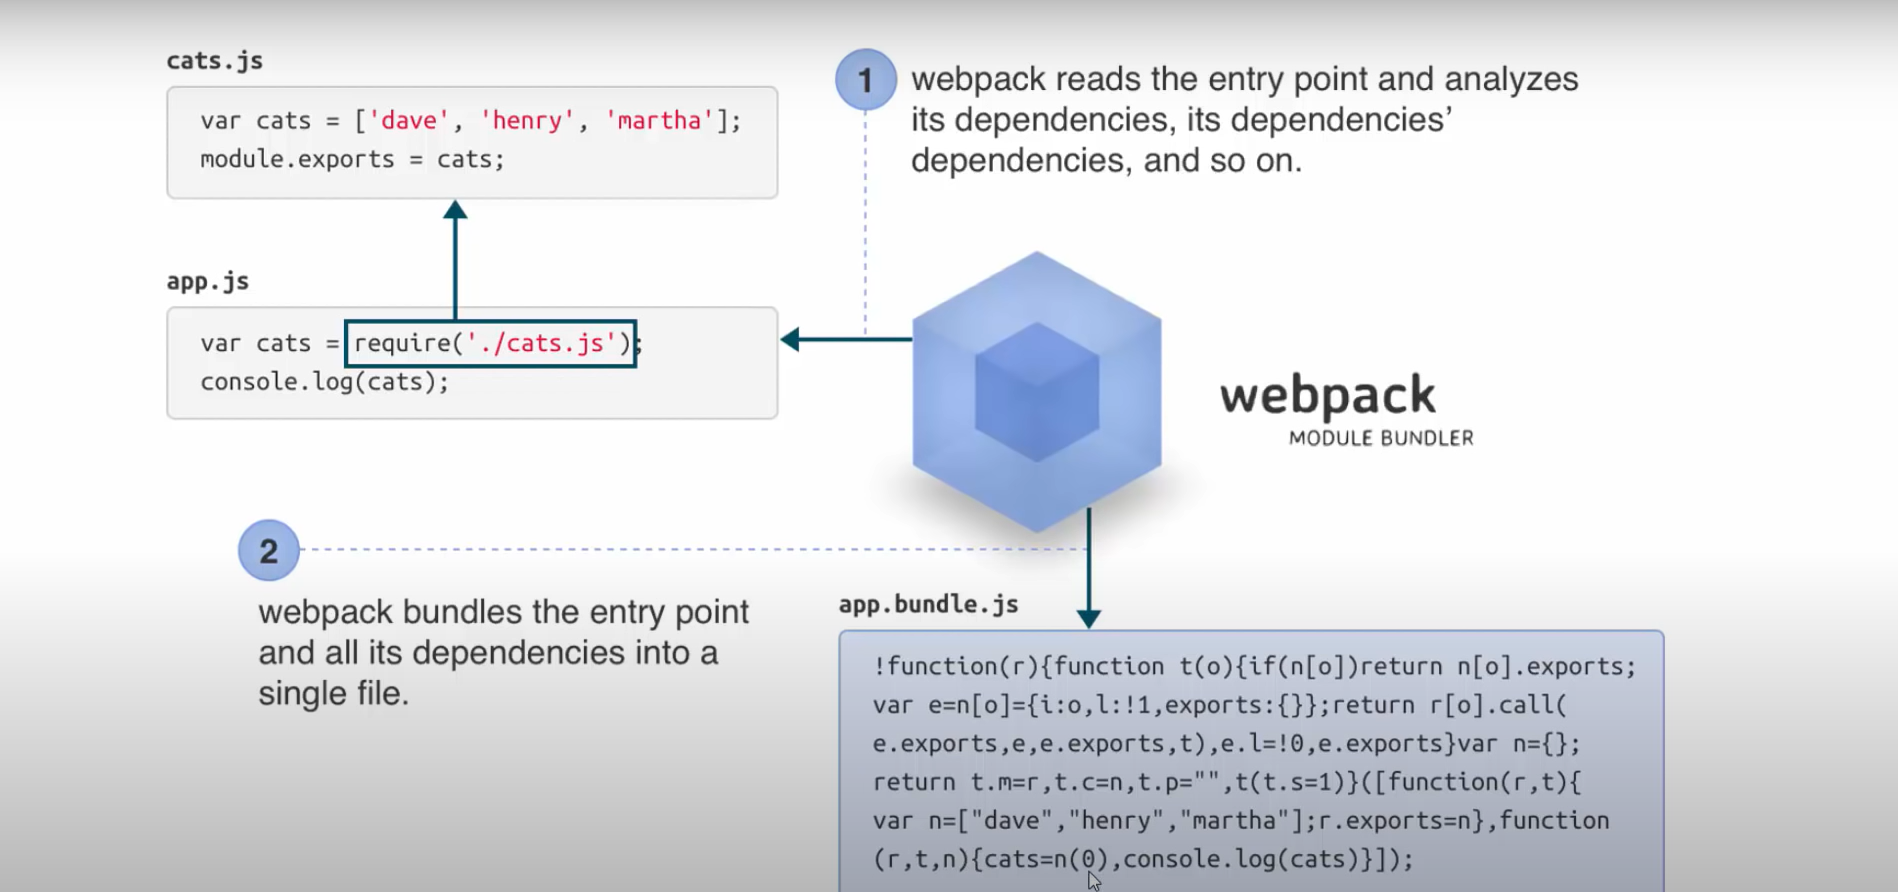 cats.js
var cats = ['dave', 'henry', 'martha'];
module.exports = cats;
app.js
var cats = require('./cats.js');
console.log(cats);
1
webpack reads the entry point and analyzes
its dependencies, its dependencies’
dependencies, and so on.
webpack
MODULE BUNDLER
2
webpack bundles the entry point
and all its dependencies into a
single file.
app.bundle.js
!function(r){function t(o){if(n[o])return n[o].exports;
var e=n[o]={i:o,l:!1,exports:{}};return r[o].call(
e.exports,e,e.exports,t),e.l=!0,e.exports}var n={};
return t.m=r,t.c=n,t.p="",t(t.s=1)}([function(r,t){
var n=["dave","henry","martha"];r.exports=n},function
(r,t,n){cats=n(0),console.log(cats)}]);